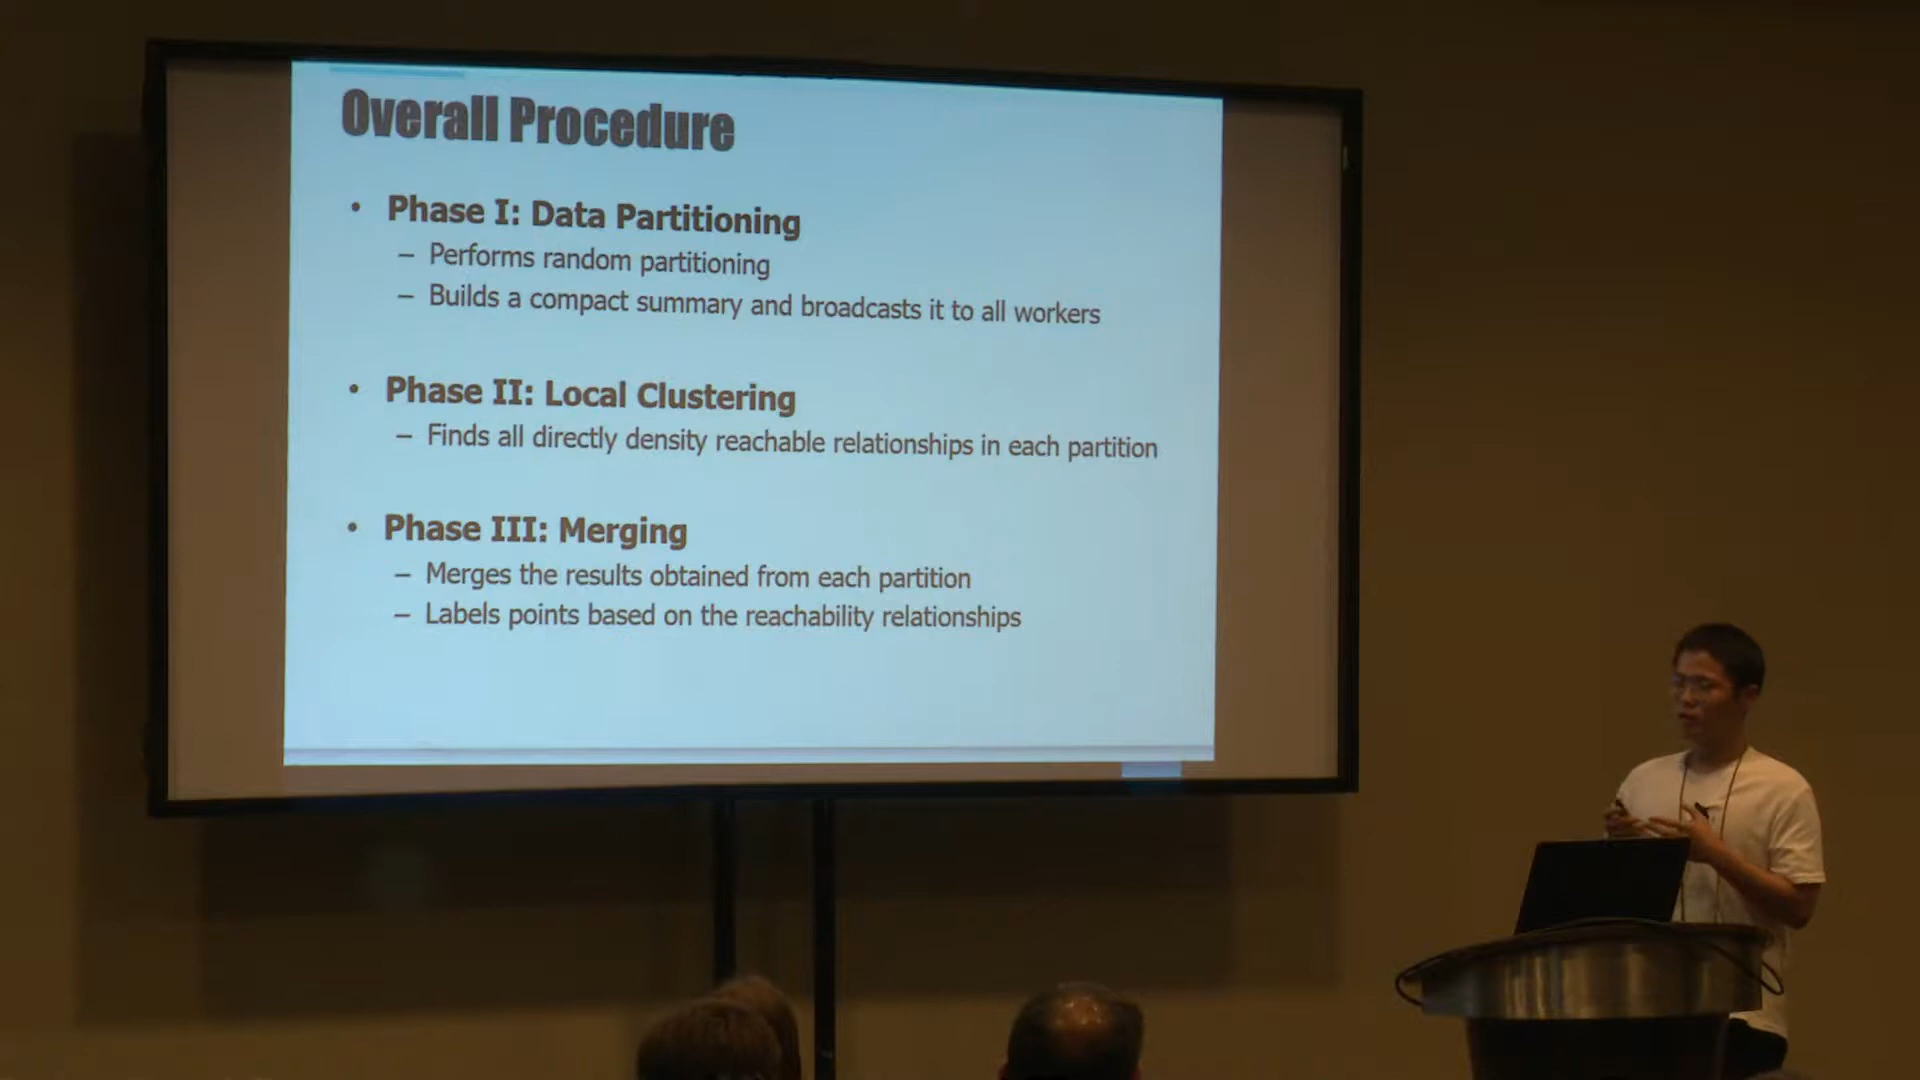 Overall Procedure
• Phase I: Data Partitioning
– Performs random partitioning
– Builds a compact summary and broadcasts it to all workers
• Phase II: Local Clustering
– Finds all directly density reachable relationships in each partition
• Phase III: Merging
– Merges the results obtained from each partition
– Labels points based on the reachability relationships